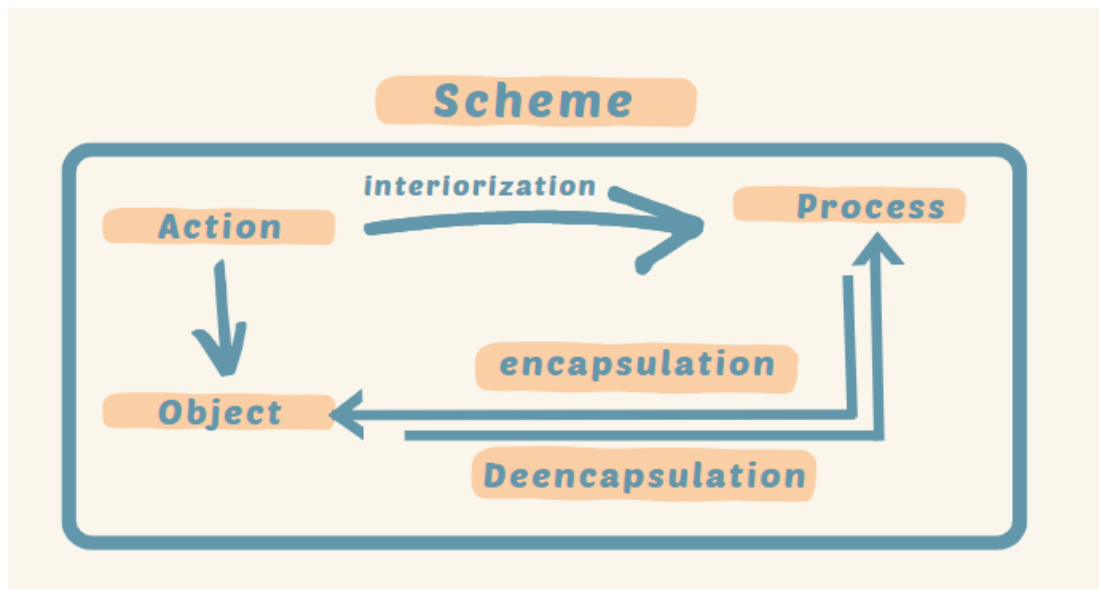 Scheme
interiorization
Action
Process
encapsulation
Object
Deencapsulation